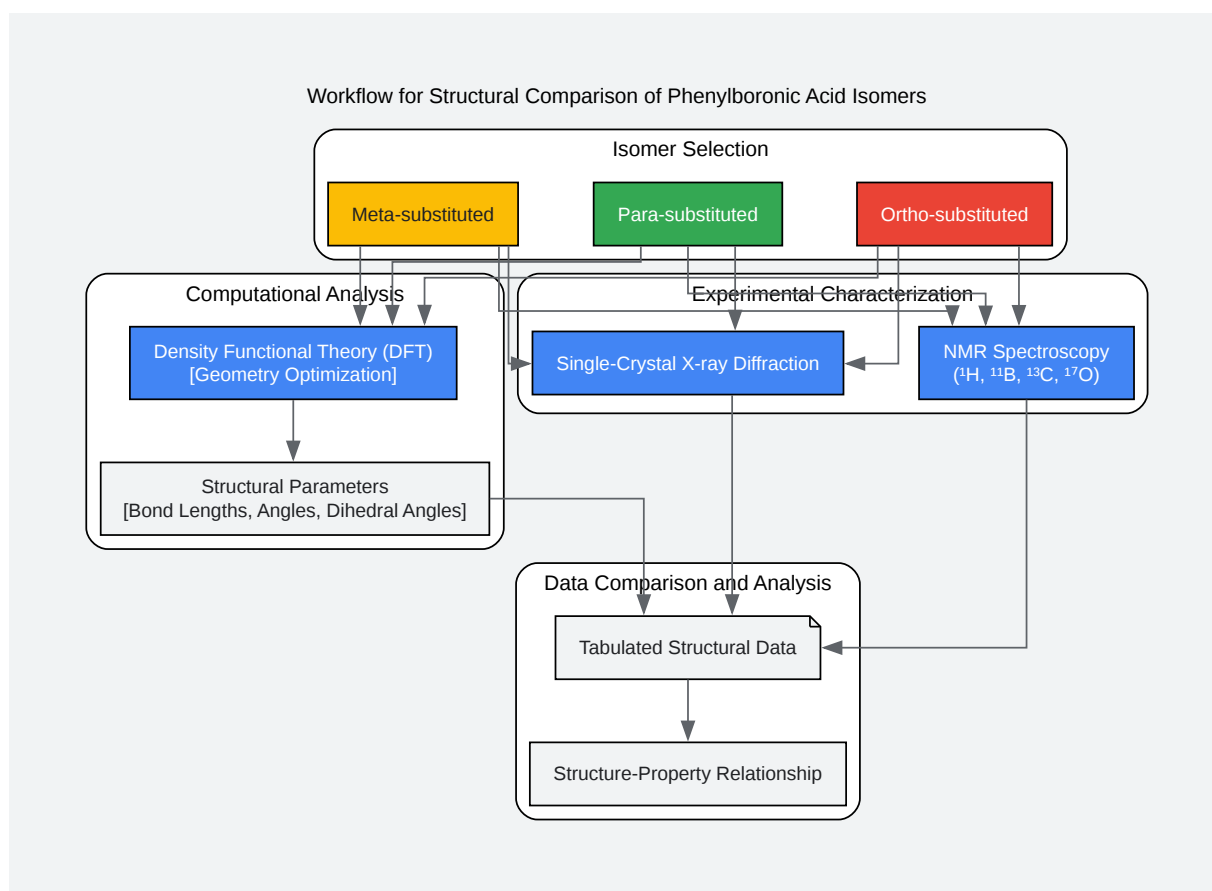 Workflow for Structural Comparison of Phenylboronic Acid Isomers
Isomer Selection
Meta-substituted
Para-substituted
Ortho-substituted
Computational Analysis
Experimental Characterization
Density Functional Theory (DFT)
[Geometry Optimization]
Single-Crystal X-ray Diffraction
NMR Spectroscopy
(¹H, ¹¹B, ¹³C, ¹⁷O)
Structural Parameters
[Bond Lengths, Angles, Dihedral Angles]
Data Comparison and Analysis
Tabulated Structural Data
Structure-Property Relationship